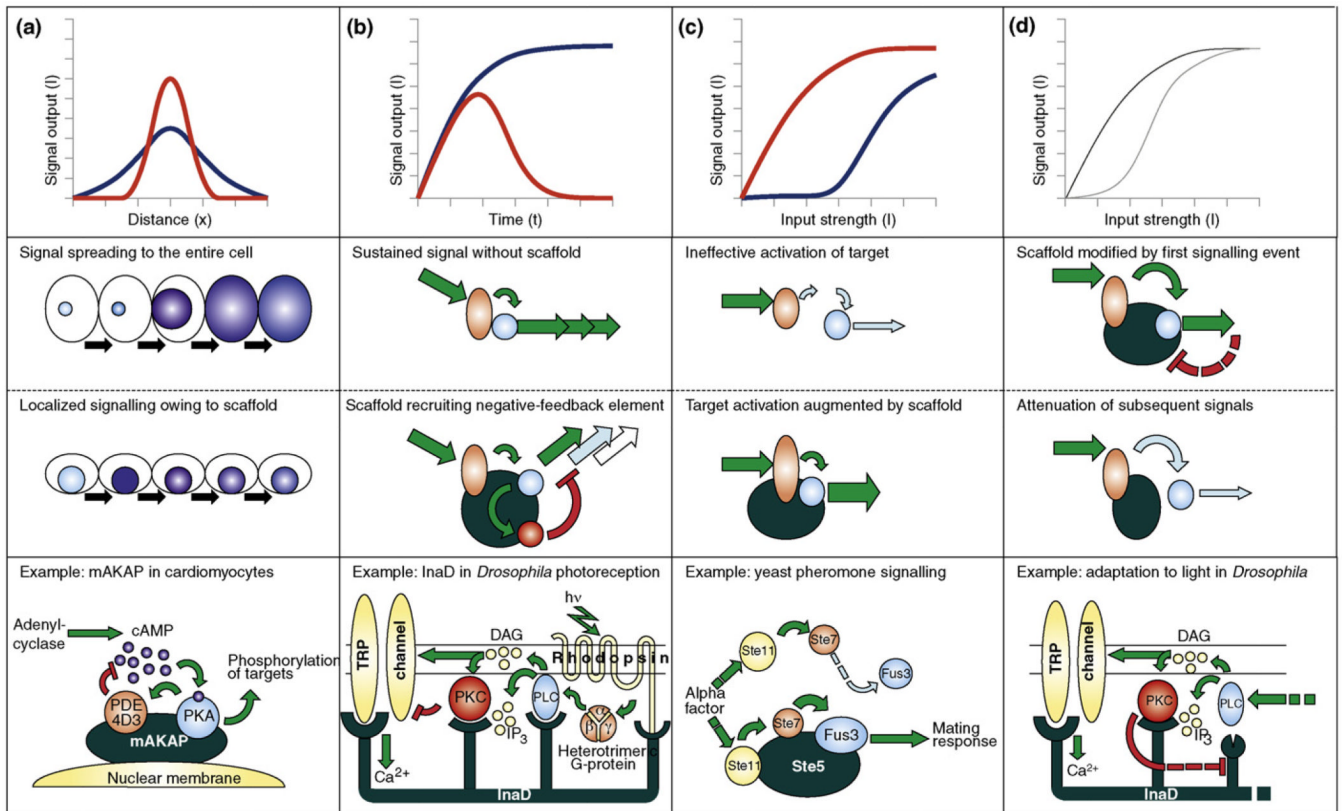 (a)
Signal output (I)
Distance (x)
(b)
Signal output (I)
Time (t)
(c)
Signal output (I)
Input strength (I)
(d)
Signal output (I)
Input strength (I)
Signal spreading to the entire cell
Sustained signal without scaffold
Ineffective activation of target
Scaffold modified by first signalling event
Localized signalling owing to scaffold
Scaffold recruiting negative-feedback element
Target activation augmented by scaffold
Attenuation of subsequent signals
Example: mAKAP in cardiomyocytes
Adenyl-
cyclase
cAMP
Phosphorylation
of targets
PDE
4D3
PKA
mAKAP
Nuclear membrane
Example: InaD in Drosophila photoreception
hν
TRP
channel
DAG
Rhodopsin
PKC
PLC
IP3
α
β
γ
Heterotrimeric
G-protein
Ca2+
InaD
Example: yeast pheromone signalling
Ste11
Ste7
Fus3
Alpha
factor
Ste7
Fus3
Mating
response
Ste11
Ste5
Example: adaptation to light in Drosophila
TRP
channel
DAG
PKC
PLC
IP3
Ca2+
InaD